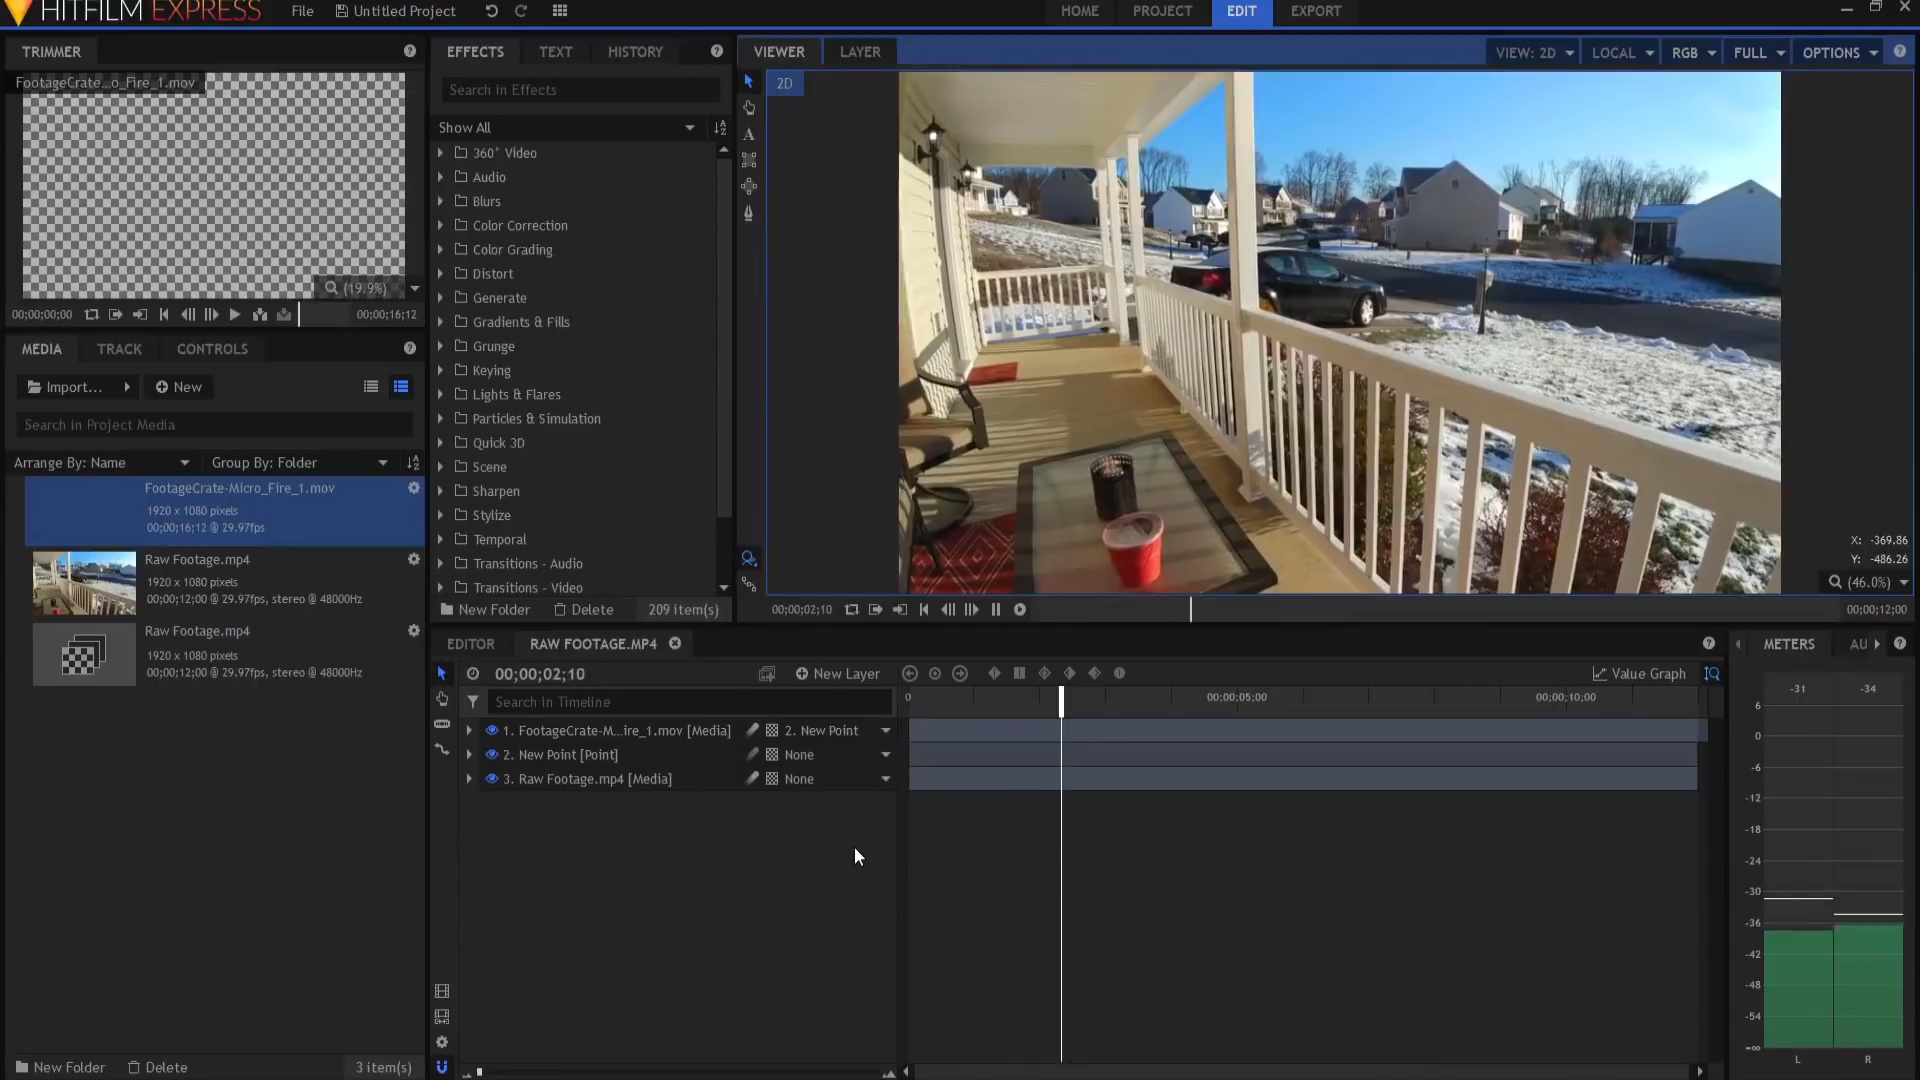 HITFILM EXPRESS
File
Untitled Project
HOME
PROJECT
EDIT
EXPORT
TRIMMER
FootageCrate...o_Fire_1.mov
(19.9%)
00;00;00;00
00;00;16;12
MEDIA
TRACK
CONTROLS
Import...
New
Search in Project Media
Arrange By: Name
Group By: Folder
FootageCrate-Micro_Fire_1.mov
1920 x 1080 pixels
00;00;16;12 @ 29.97fps
Raw Footage.mp4
1920 x 1080 pixels
00;00;12;00 @ 29.97fps, stereo @ 48000Hz
Raw Footage.mp4
1920 x 1080 pixels
00;00;12;00 @ 29.97fps, stereo @ 48000Hz
New Folder
Delete
3 item(s)
EFFECTS
TEXT
HISTORY
Search In Effects
Show All
360° Video
Audio
Blurs
Color Correction
Color Grading
Distort
Generate
Gradients & Fills
Grunge
Keying
Lights & Flares
Particles & Simulation
Quick 3D
Scene
Sharpen
Stylize
Temporal
Transitions - Audio
Transitions - Video
New Folder
Delete
209 item(s)
VIEWER
LAYER
VIEW: 2D
LOCAL
RGB
FULL
OPTIONS
2D
X: -369.86
Y: -486.26
(46.0%)
00;00;02;10
00;00;12;00
EDITOR
RAW FOOTAGE.MP4
00;00;02;10
New Layer
Value Graph
Search in Timeline
0
00;00;05;00
00;00;10;00
1. FootageCrate-M...ire_1.mov [Media]
2. New Point
2. New Point [Point]
None
3. Raw Footage.mp4 [Media]
None
METERS
AU
-31
-34
6
0
-6
-12
-18
-24
-30
-36
-42
-48
-54
-∞
L
R